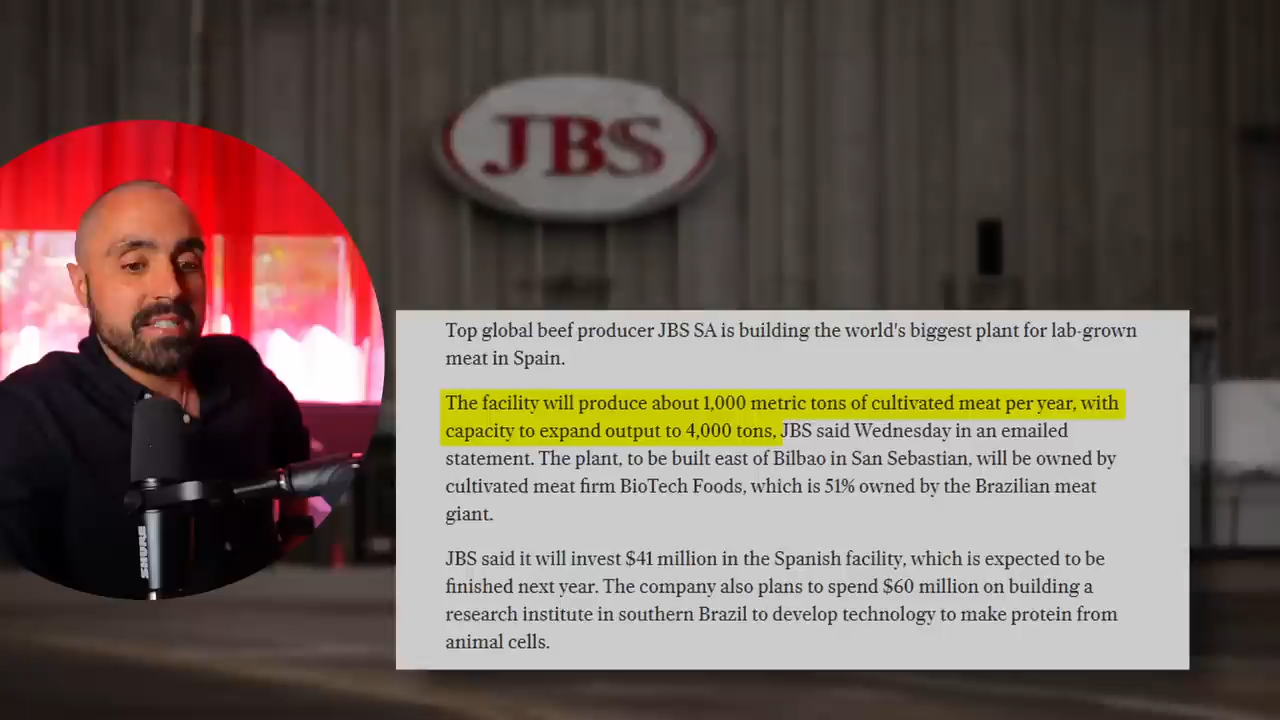 JBS
Top global beef producer JBS SA is building the world's biggest plant for lab-grown
meat in Spain.
The facility will produce about 1,000 metric tons of cultivated meat per year, with
capacity to expand output to 4,000 tons, JBS said Wednesday in an emailed
statement. The plant, to be built east of Bilbao in San Sebastian, will be owned by
cultivated meat firm BioTech Foods, which is 51% owned by the Brazilian meat
giant.
JBS said it will invest $41 million in the Spanish facility, which is expected to be
finished next year. The company also plans to spend $60 million on building a
research institute in southern Brazil to develop technology to make protein from
animal cells.
SHURE